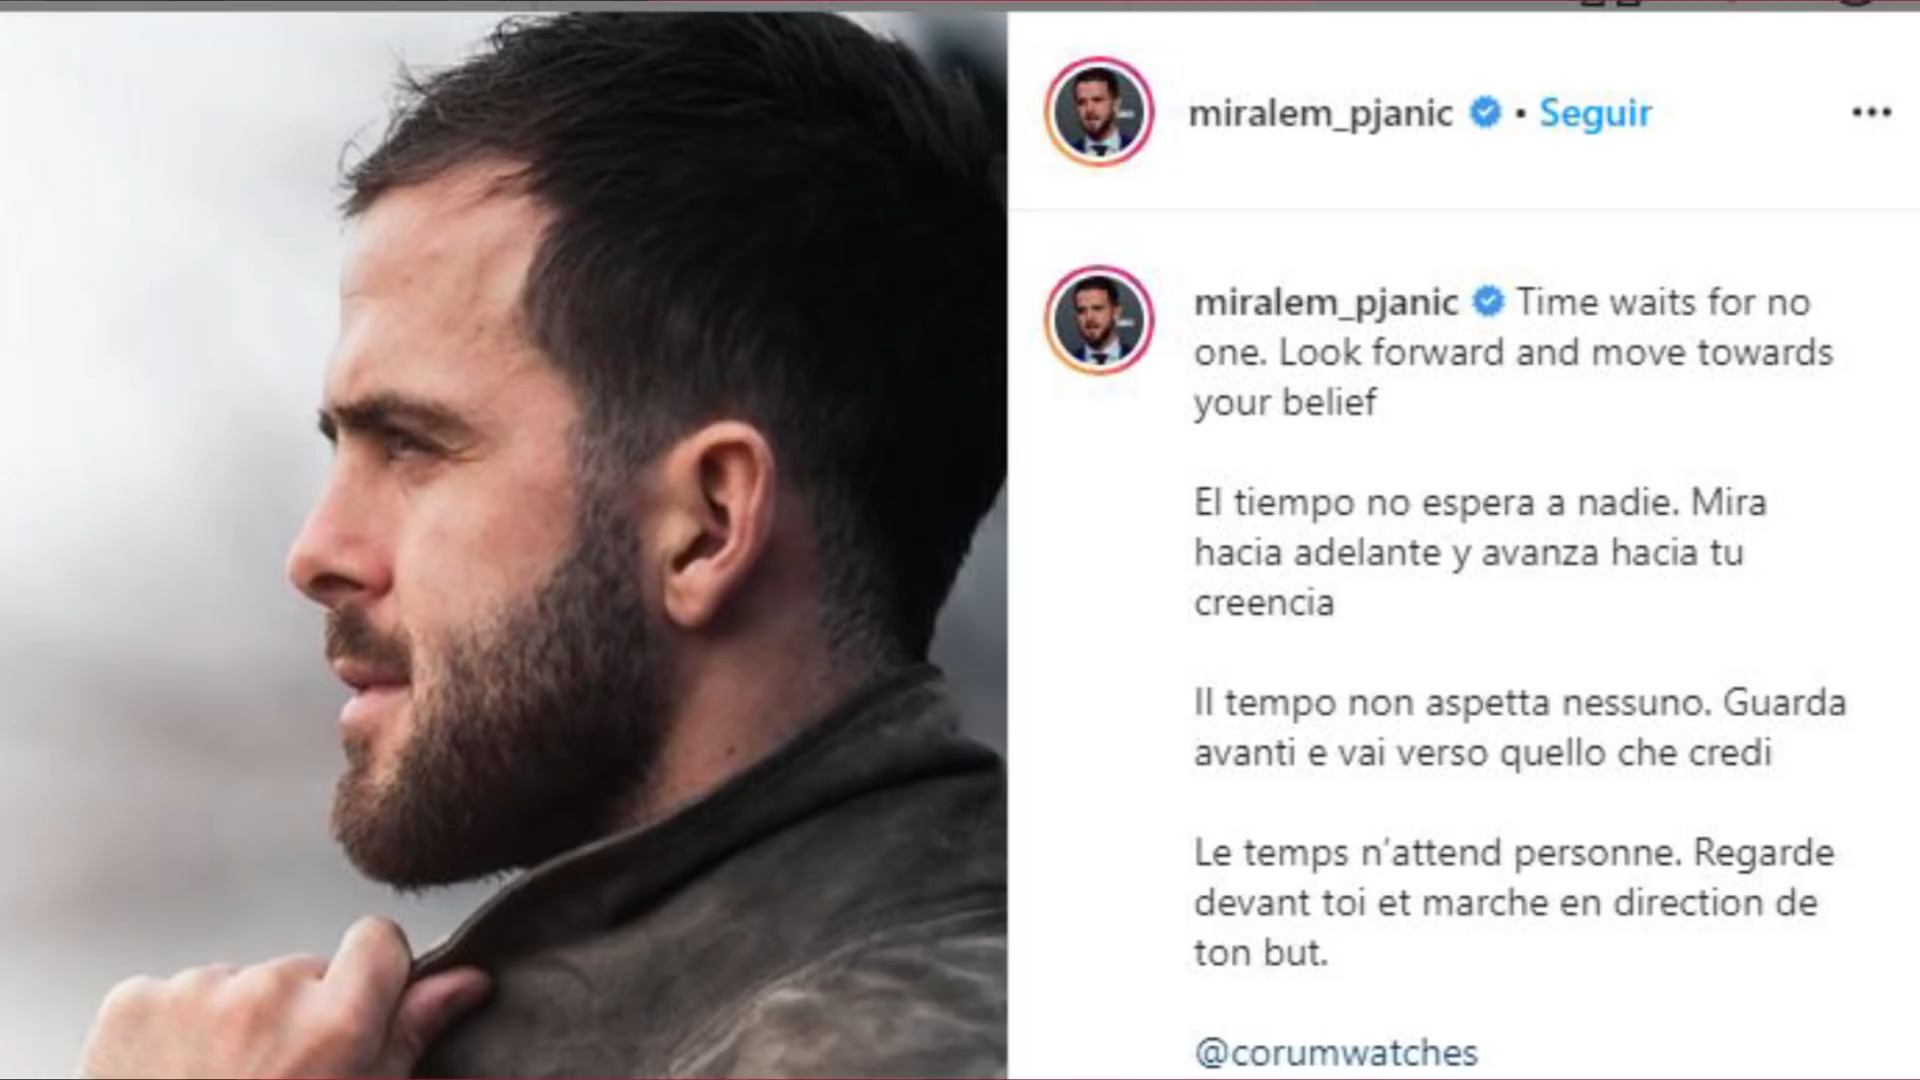 miralem_pjanic • Seguir •••
miralem_pjanic Time waits for no
one. Look forward and move towards
your belief
El tiempo no espera a nadie. Mira
hacia adelante y avanza hacia tu
creencia
Il tempo non aspetta nessuno. Guarda
avanti e vai verso quello che credi
Le temps n’attend personne. Regarde
devant toi et marche en direction de
ton but.
@corumwatches